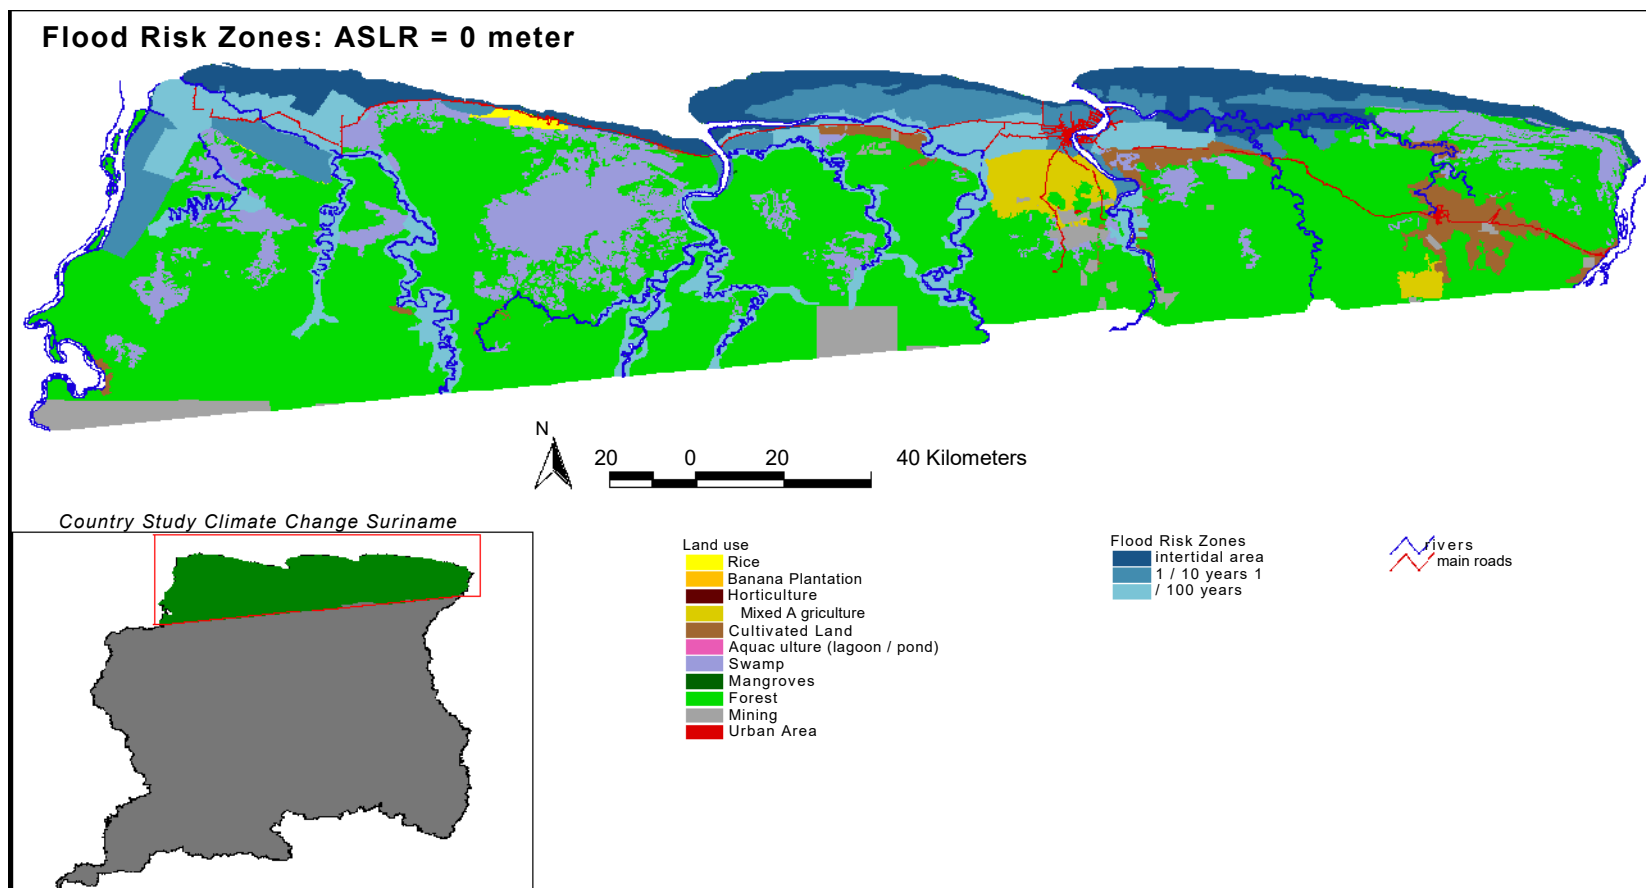 Flood Risk Zones: ASLR = 0 meter
N
20 0 20 40 Kilometers
Country Study Climate Change Suriname
Land use
Rice
Banana Plantation
Horticulture
Mixed A griculture
Cultivated Land
Aquac ulture (lagoon / pond)
Swamp
Mangroves
Forest
Mining
Urban Area
Flood Risk Zones
intertidal area
1 / 10 years 1
/ 100 years
rivers
main roads